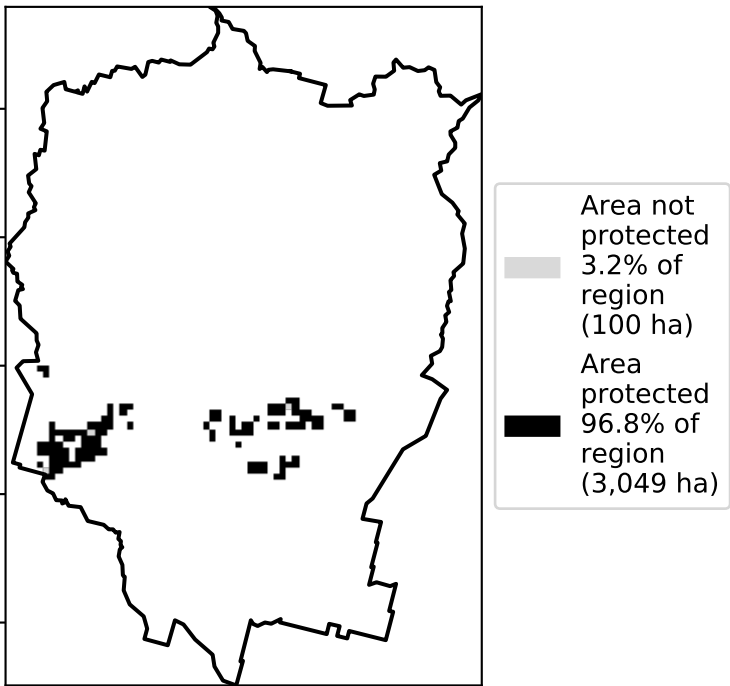 Area not
protected
3.2% of
region
(100 ha)
Area
protected
96.8% of
region
(3,049 ha)